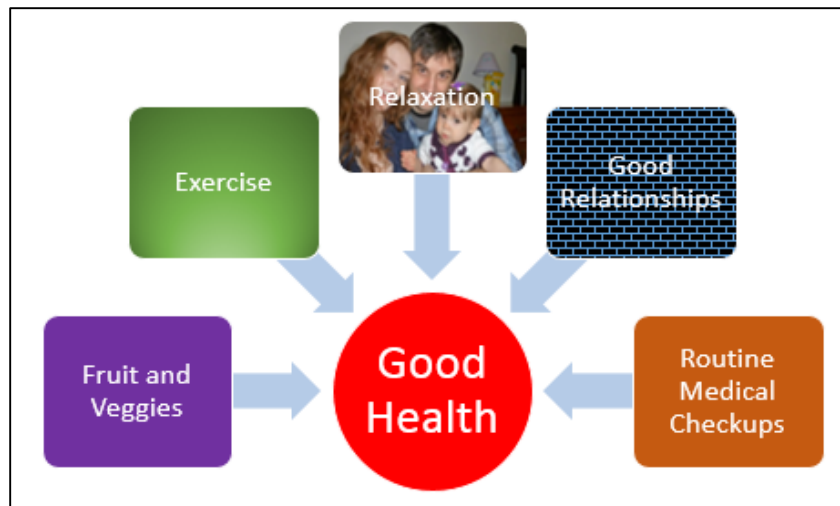 Relaxation
Exercise
Good
Relationships
Fruit and
Veggies
Good
Health
Routine
Medical
Checkups